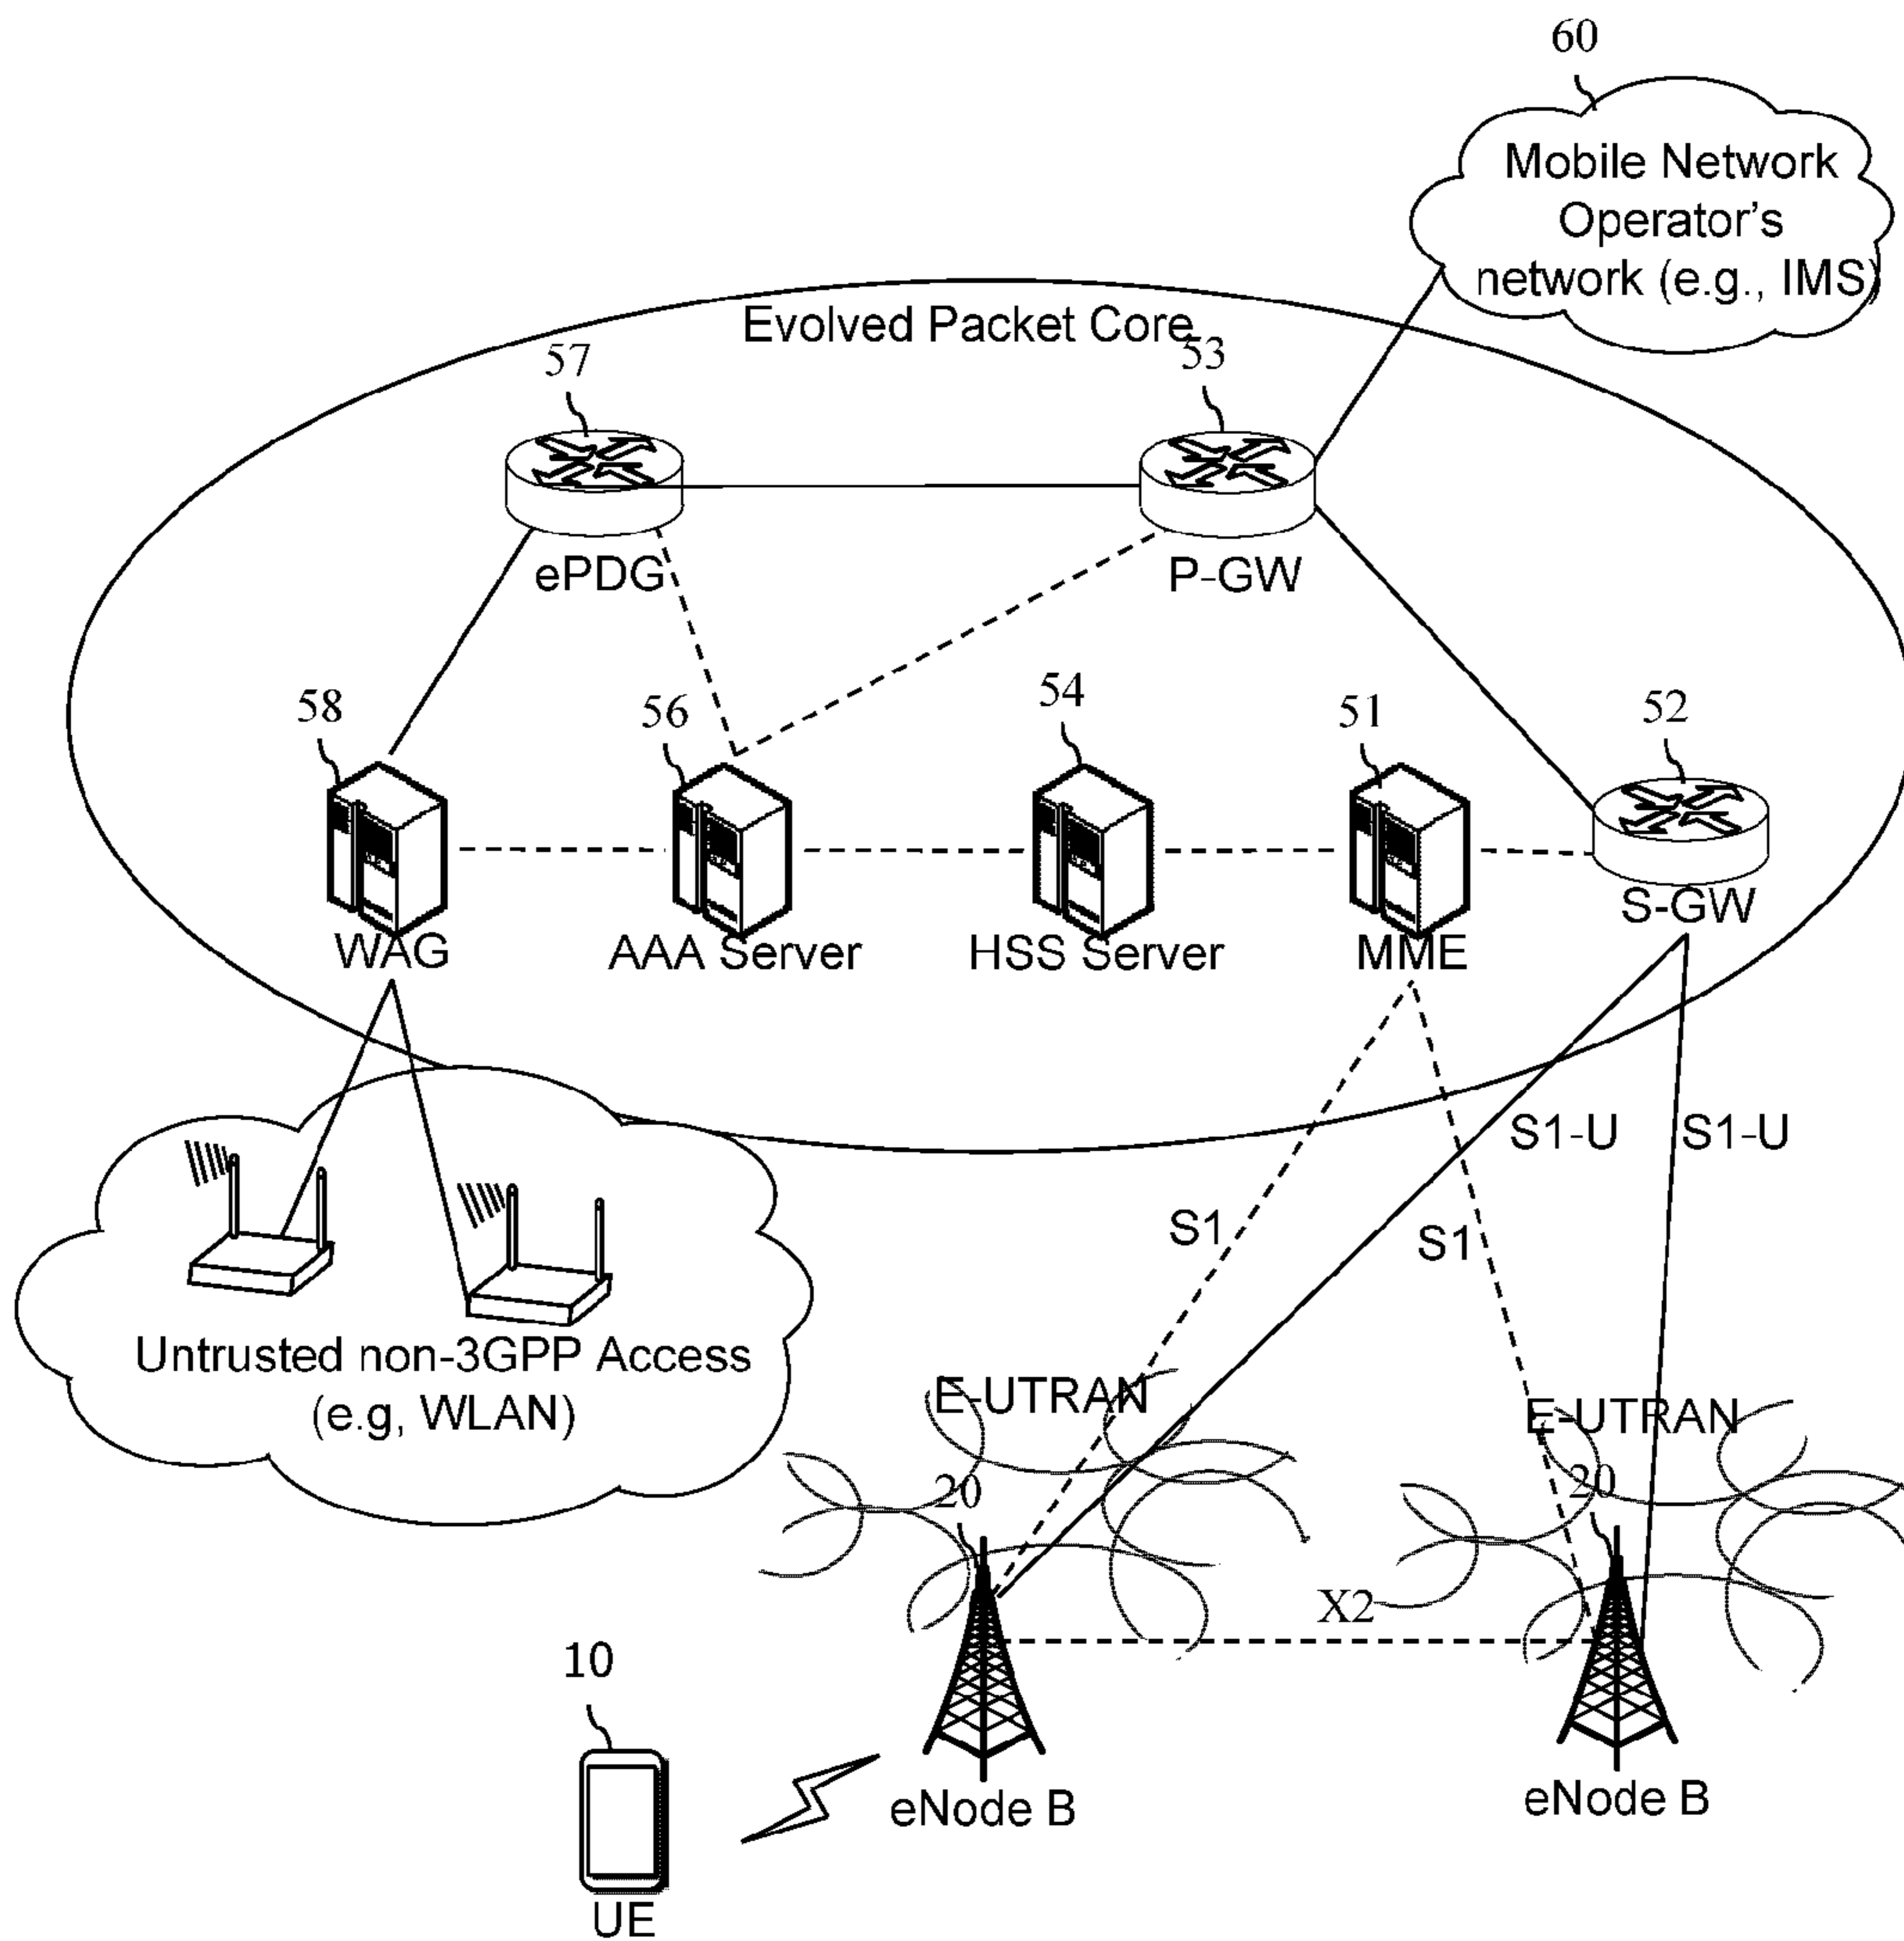 60
Mobile Network
Operator's
network (e.g., IMS)
Evolved Packet Core
57
53
ePDG
P-GW
58
56
54
51
52
WAG
AAA Server
HSS Server
MME
S-GW
S1-U
S1-U
S1
S1
Untrusted non-3GPP Access
(e.g, WLAN)
E-UTRAN
E-UTRAN
20
20
X2
10
eNode B
eNode B
UE